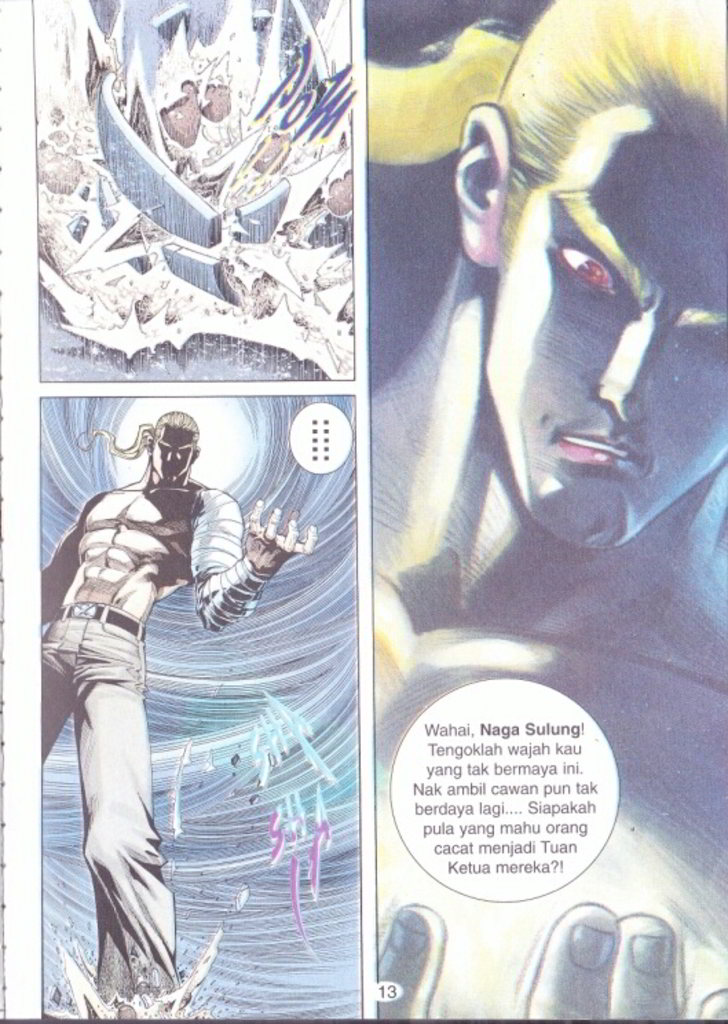 ⠿⠇
Wahai, Naga Sulung!
Tengoklah wajah kau
yang tak bermaya ini.
Nak ambil cawan pun tak
berdaya lagi.... Siapakah
pula yang mahu orang
cacat menjadi Tuan
Ketua mereka?!
13